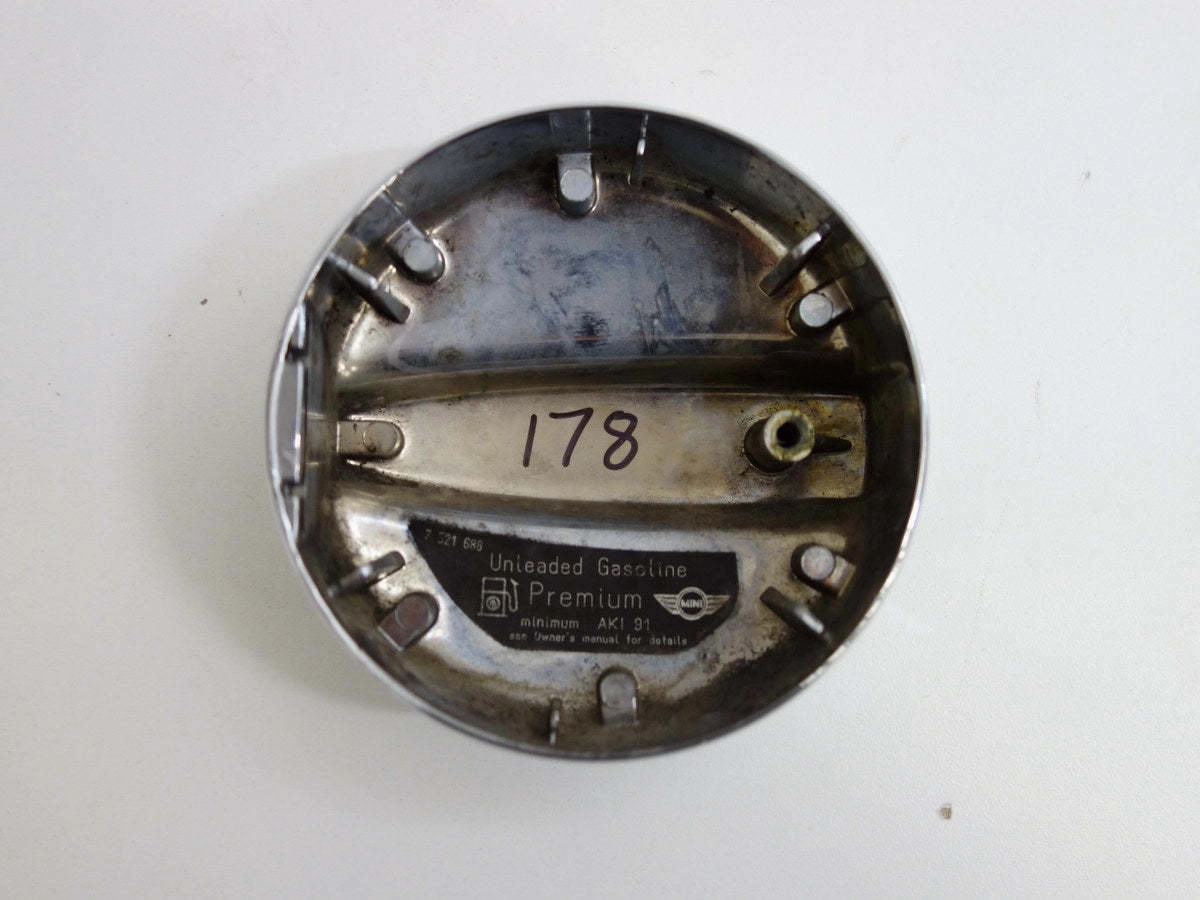 178
7 521 686
Unleaded Gasoline
Premium
MINI
minimum AKI 91
see Owner's manual for details